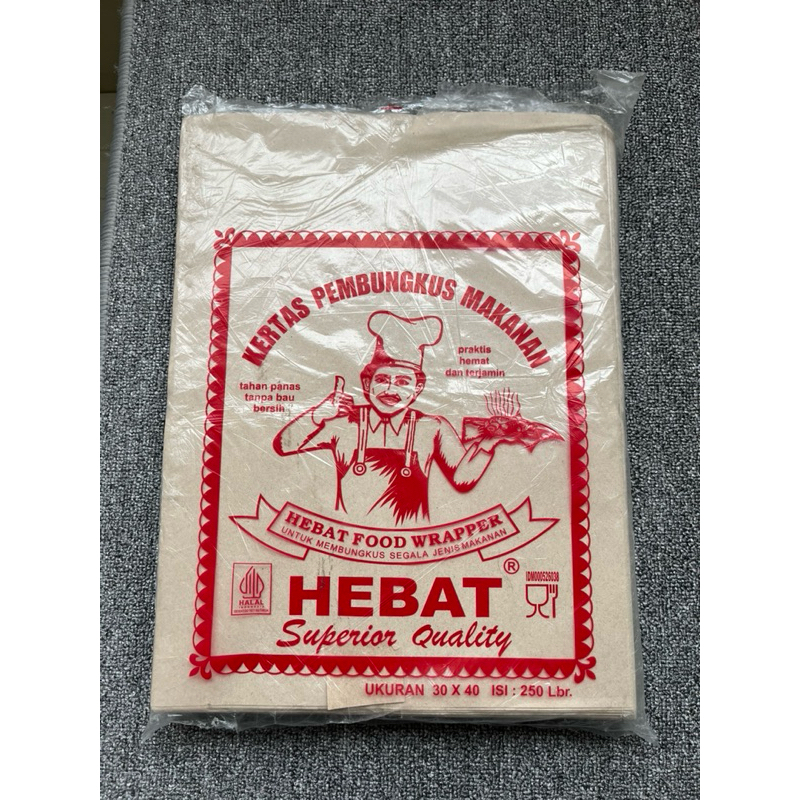 KERTAS PEMBUNGKUS MAKANAN
praktis
hemat
dan terjamin
tahan panas
tanpa bau
bersih
HEBAT FOOD WRAPPER
UNTUK MEMBUNGKUS SEGALA JENIS MAKANAN
HEBAT ®
IDM000526038
HALAL
Superior Quality
UKURAN 30 X 40 ISI : 250 Lbr.